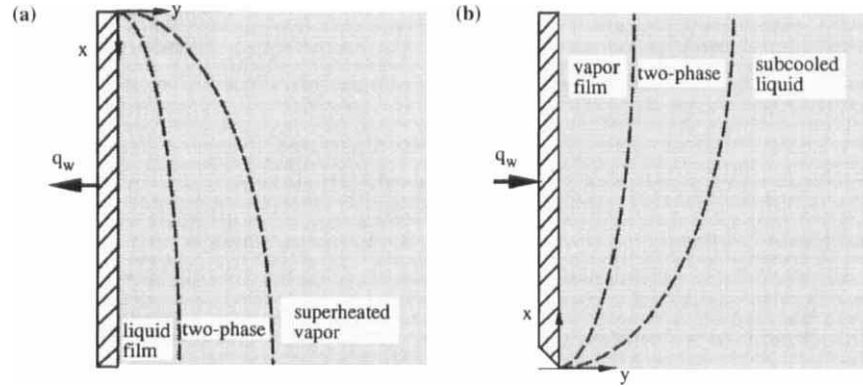 (a)
y
x
q_w
liquid
film
two-phase
superheated
vapor
(b)
vapor
film
two-phase
subcooled
liquid
q_w
x
y